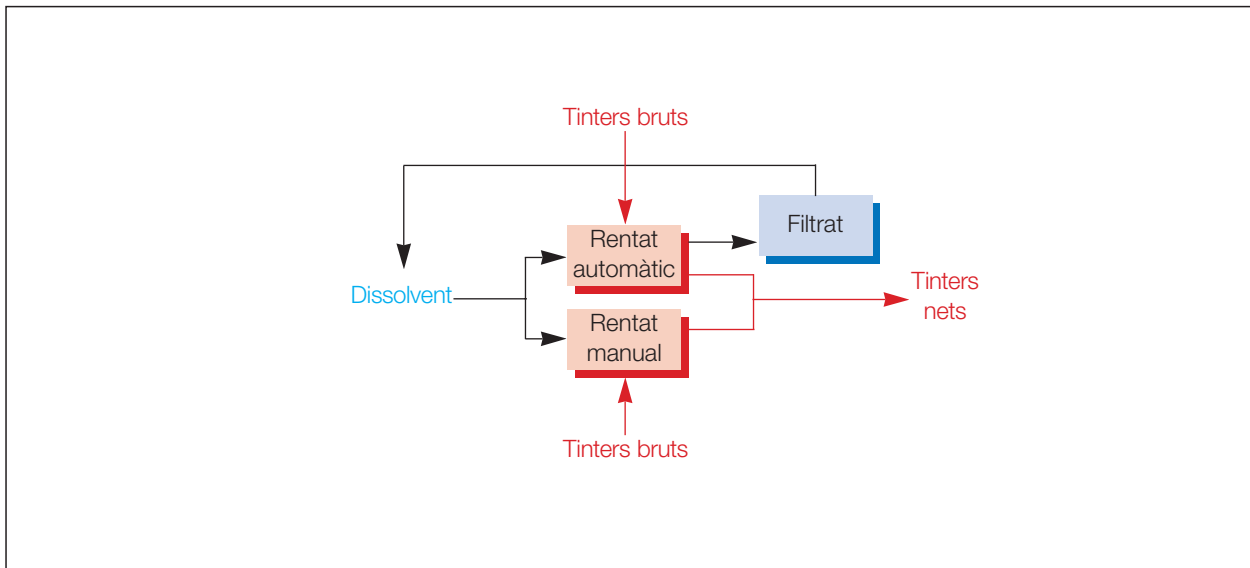 Tinters bruts
Filtrat
Rentat
automàtic
Dissolvent
Tinters
nets
Rentat
manual
Tinters bruts